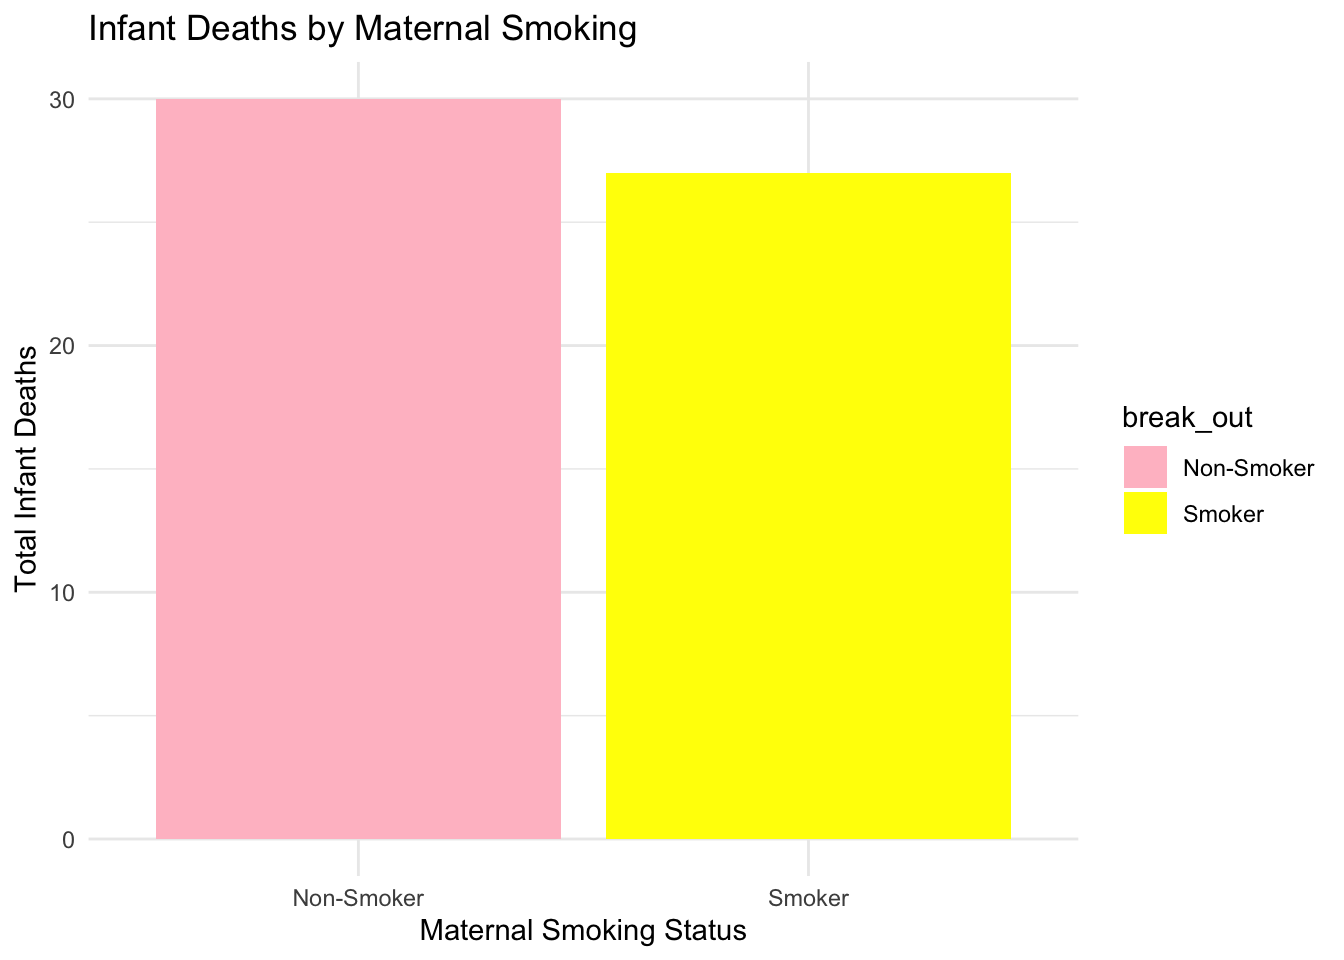 Infant Deaths by Maternal Smoking
30
20
10
0
Total Infant Deaths
Non-Smoker
Smoker
Maternal Smoking Status
break_out
Non-Smoker
Smoker